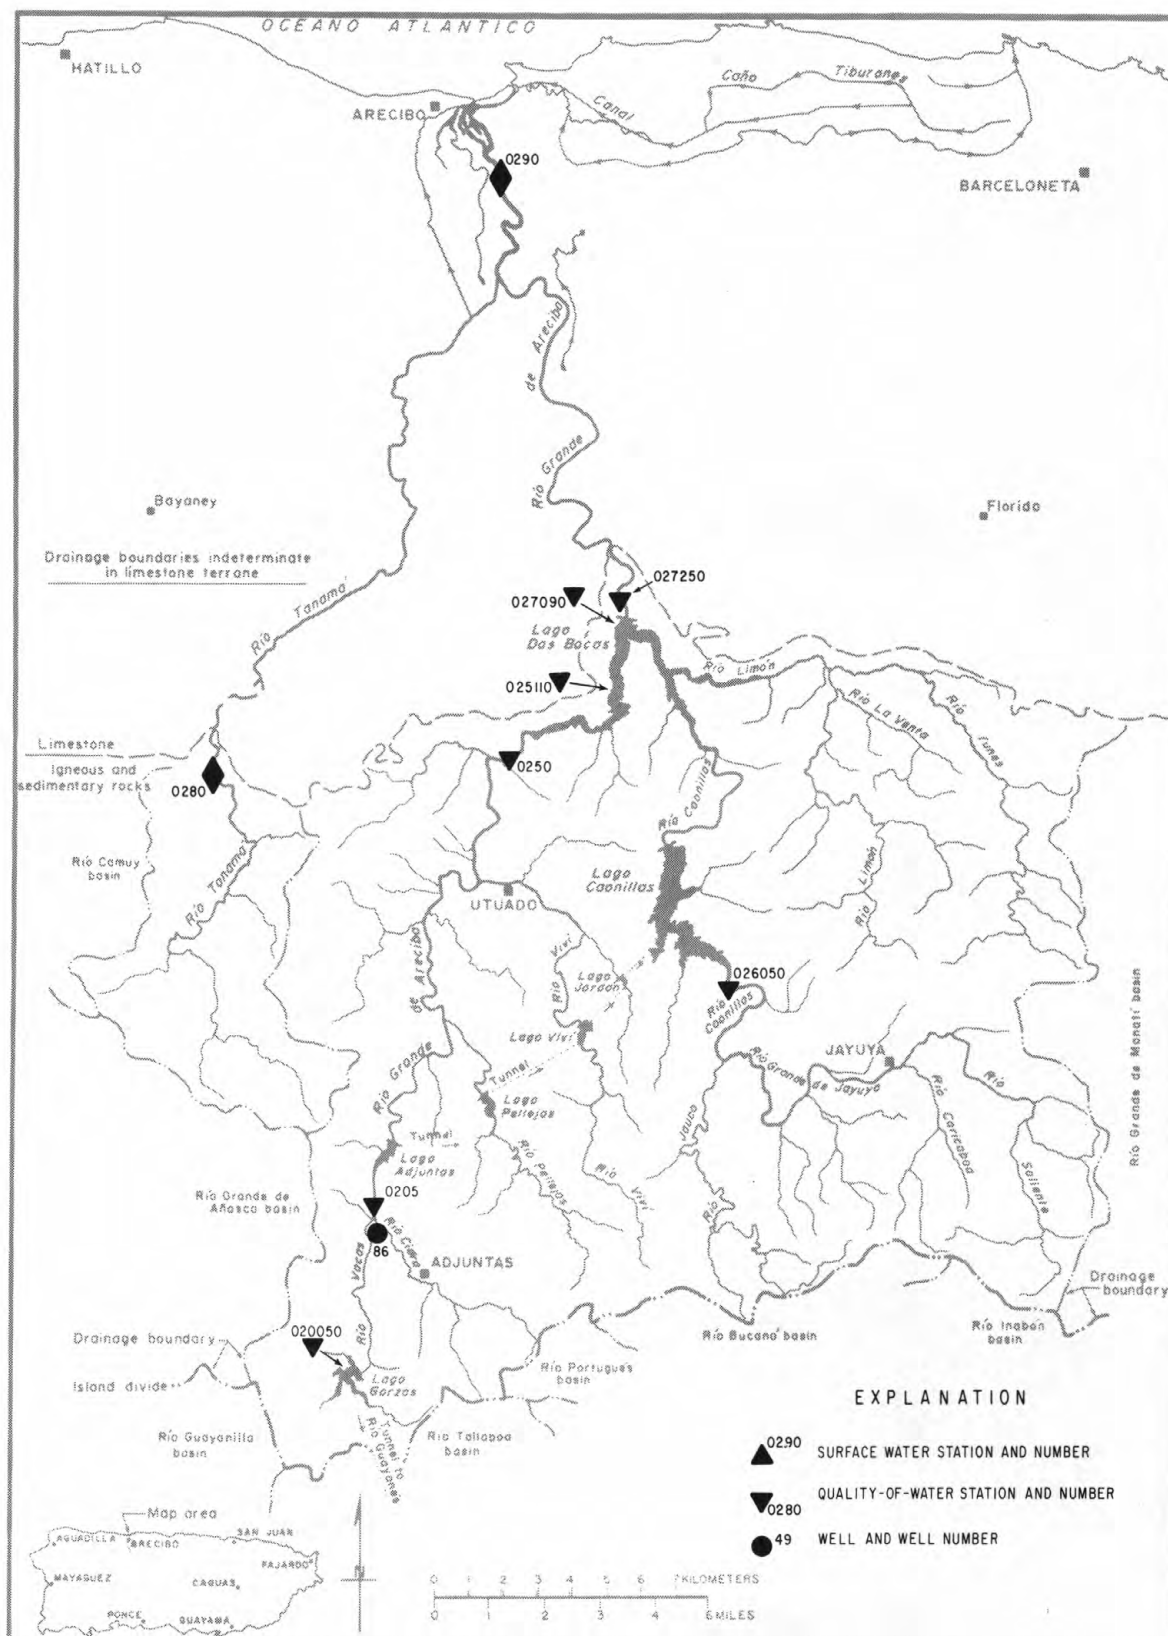 OCEANO ATLANTICO
HATILLO
ARECIBO
Caño
Tiburones
Canal
0290
BARCELONETA
Río Grande
de Arecibo
Bayaney
Florida
Drainage boundaries indeterminate
in limestone terrane
Río Tanamá
027250
027090
Lago
Dos Bocas
Río Limón
025110
Río La Venta
Río Yunes
Limestone
Igneous and
sedimentary rocks
0280
0250
Río Caonillas
Río Camuy
basin
Río Tanamá
Lago
Caonillas
Río Limón
UTUADO
Río Viví
Lago
Jordan
026050
Río
Caonillas
de Arecibo
Lago Viví
Río Grande
Tunnel
Lago
Pellejas
JAYUYA
Río Grande de Jayuya
Río
Saliente
Río Caricaboa
Río Grande de Manatí basin
Tunnel
Lago
Adjuntas
Río Pellejas
Río Viví
Jauca
Río
Río Grande de
Añasco basin
0205
86
Río Cidra
Río Vacas
ADJUNTAS
Drainage
boundary
020050
Drainage boundary
Island divide
Lago
Garzas
Río Portugués
basin
Río Bucaná basin
Río Inabón
basin
Río Guayanilla
basin
Tunnel to
Río Guayanés
Río Tallaboa
basin
EXPLANATION
0290 SURFACE WATER STATION AND NUMBER
0280 QUALITY-OF-WATER STATION AND NUMBER
49 WELL AND WELL NUMBER
Map area
AGUADILLA
ARECIBO
SAN JUAN
FAJARDO
MAYAGUEZ
CAGUAS
PONCE
GUAYAMA
N
0 1 2 3 4 5 6 7 KILOMETERS
0 1 2 3 4 6 MILES